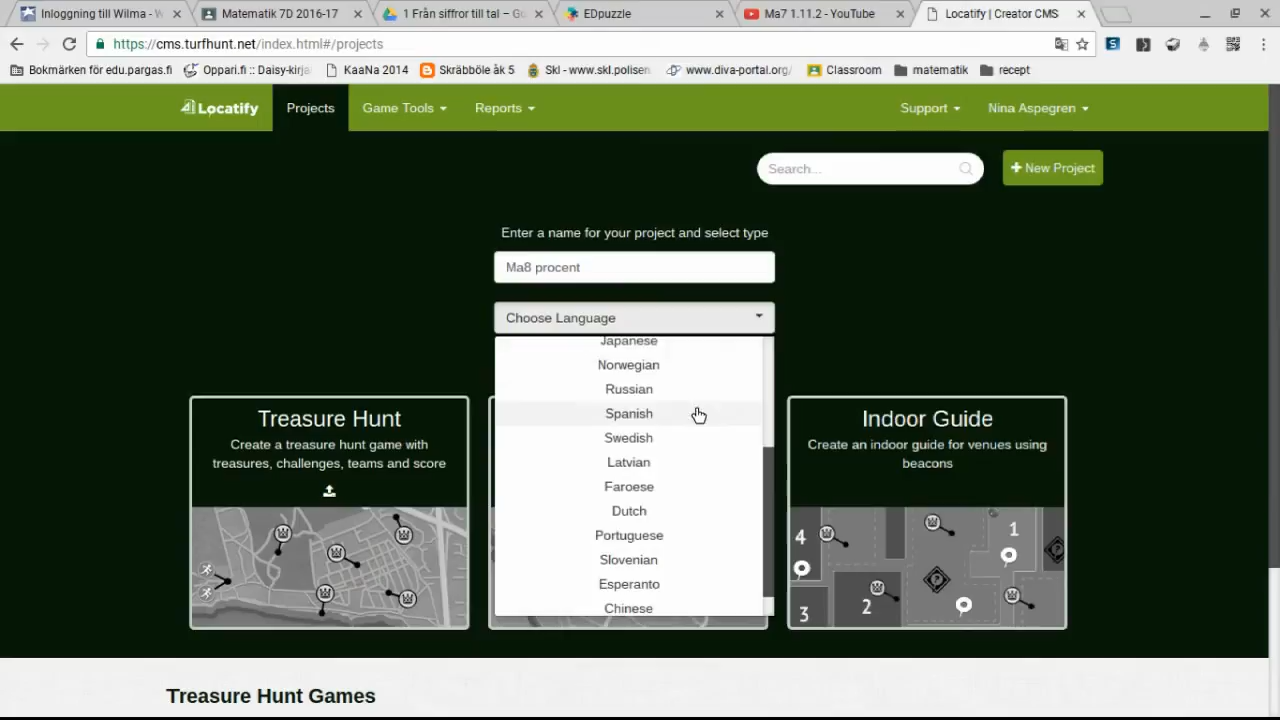 Inloggning till Wilma - W
Matematik 7D 2016-17
1 Från siffror till tal – Go
EDpuzzle
Ma7 1.11.2 - YouTube
Locatify | Creator CMS
https://cms.turfhunt.net/index.html#/projects
Bokmärken för edu.pargas.fi
Oppari.fi :: Daisy-kirja
KaaNa 2014
Skräbböle åk 5
Skl - www.skl.polisen
www.diva-portal.org/
Classroom
matematik
recept
Locatify
Projects
Game Tools
Reports
Support
Nina Aspegren
Search...
+ New Project
Enter a name for your project and select type
Ma8 procent
Choose Language
Japanese
Norwegian
Russian
Spanish
Swedish
Latvian
Faroese
Dutch
Portuguese
Slovenian
Esperanto
Chinese
Treasure Hunt
Create a treasure hunt game with
treasures, challenges, teams and score
Indoor Guide
Create an indoor guide for venues using
beacons
4
1
3
2
Treasure Hunt Games